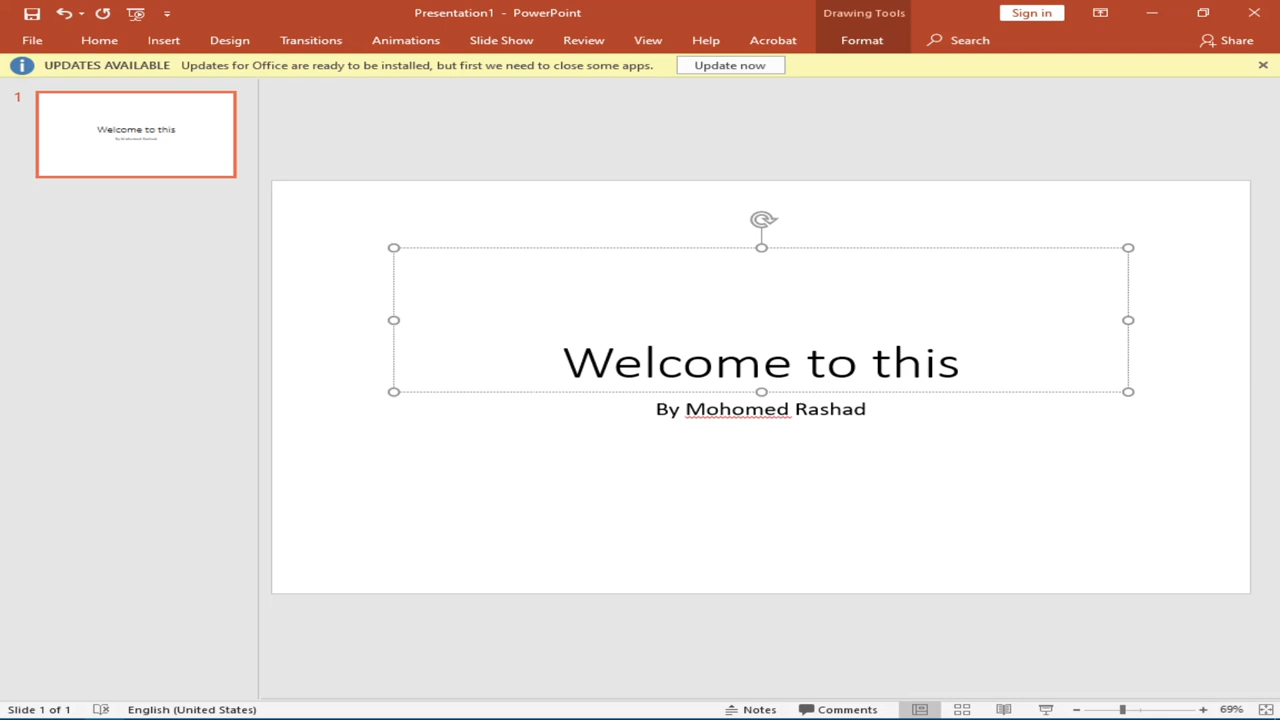 Presentation1 - PowerPoint
Drawing Tools
Sign in
File Home Insert Design Transitions Animations Slide Show Review View Help Acrobat Format Search Share
UPDATES AVAILABLE Updates for Office are ready to be installed, but first we need to close some apps. Update now
1
Welcome to this
By Mohomed Rashad
Welcome to this
By Mohomed Rashad
Slide 1 of 1 English (United States) Notes Comments 69%